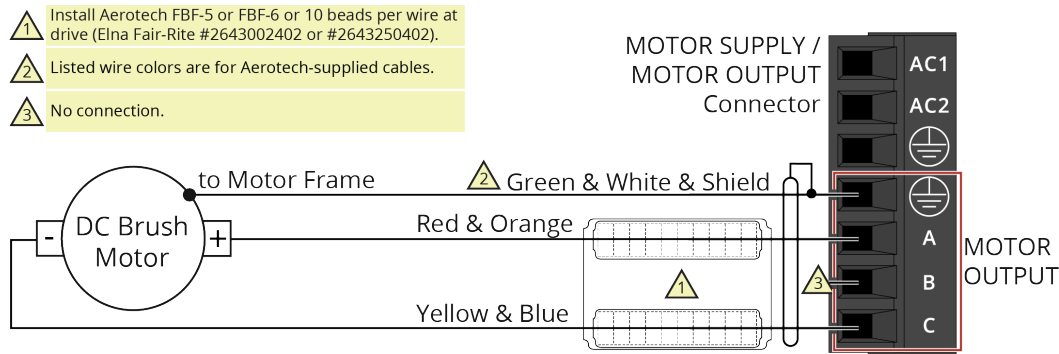 1 Install Aerotech FBF-5 or FBF-6 or 10 beads per wire at
drive (Elna Fair-Rite #2643002402 or #2643250402).
2 Listed wire colors are for Aerotech-supplied cables.
3 No connection.
MOTOR SUPPLY /
MOTOR OUTPUT
Connector
AC1
AC2
to Motor Frame
2 Green & White & Shield
DC Brush
Motor
-
+
Red & Orange
A
1
3
B
MOTOR
OUTPUT
Yellow & Blue
C